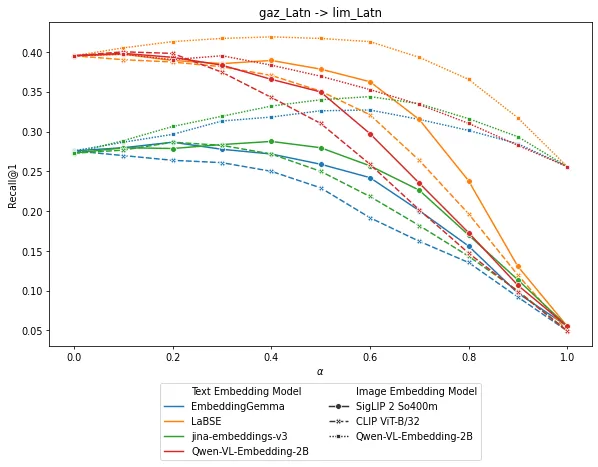 gaz_Latn -> lim_Latn
Recall@1
0.40
0.35
0.30
0.25
0.20
0.15
0.10
0.05
0.0 0.2 0.4 0.6 0.8 1.0
α
Text Embedding Model Image Embedding Model
EmbeddingGemma SigLIP 2 So400m
LaBSE CLIP ViT-B/32
jina-embeddings-v3 Qwen-VL-Embedding-2B
Qwen-VL-Embedding-2B